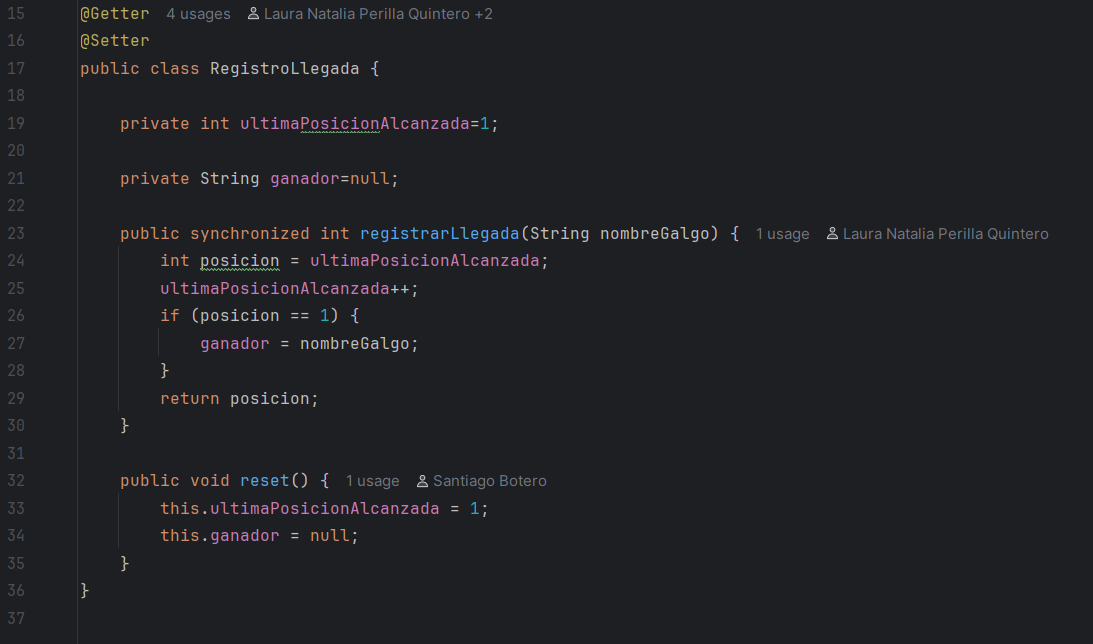 15 @Getter 4 usages Laura Natalia Perilla Quintero +2
16 @Setter
17 public class RegistroLlegada {
18
19 private int ultimaPosicionAlcanzada=1;
20
21 private String ganador=null;
22
23 public synchronized int registrarLlegada(String nombreGalgo) { 1 usage Laura Natalia Perilla Quintero
24 int posicion = ultimaPosicionAlcanzada;
25 ultimaPosicionAlcanzada++;
26 if (posicion == 1) {
27 ganador = nombreGalgo;
28 }
29 return posicion;
30 }
31
32 public void reset() { 1 usage Santiago Botero
33 this.ultimaPosicionAlcanzada = 1;
34 this.ganador = null;
35 }
36 }
37